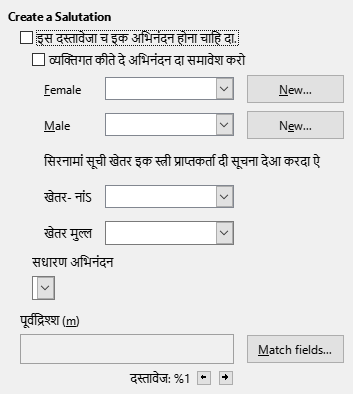 Create a Salutation
इस दस्तावेजा च इक अभिनंदन होना चाहि दा.
व्यक्तिगत कीते दे अभिनंदन दा समावेश करो
Female New...
Male New...
सिरनामां सूची खेतर इक स्त्री प्राप्तकर्ता दी सूचना देआ करदा ऐ
खेतर- नांऽ
खेतर मुल्ल
सधारण अभिनंदन
पूर्वद्रिश्श (m)
Match fields...
दस्तावेज: %1